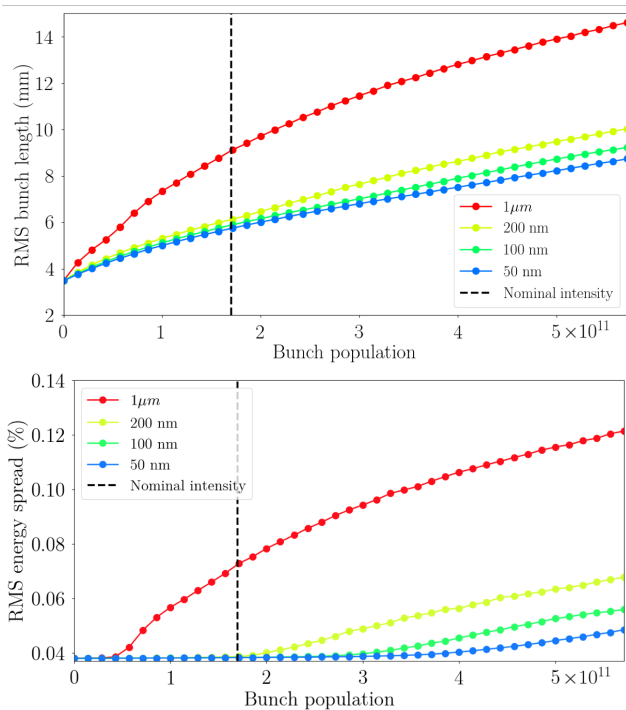 14
12
10
8
6
4
2
RMS bunch length (mm)
1μm
200 nm
100 nm
50 nm
Nominal intensity
0 1 2 3 4 5×10¹¹
Bunch population
0.14
0.12
0.10
0.08
0.06
0.04
RMS energy spread (%)
1μm
200 nm
100 nm
50 nm
Nominal intensity
0 1 2 3 4 5×10¹¹
Bunch population